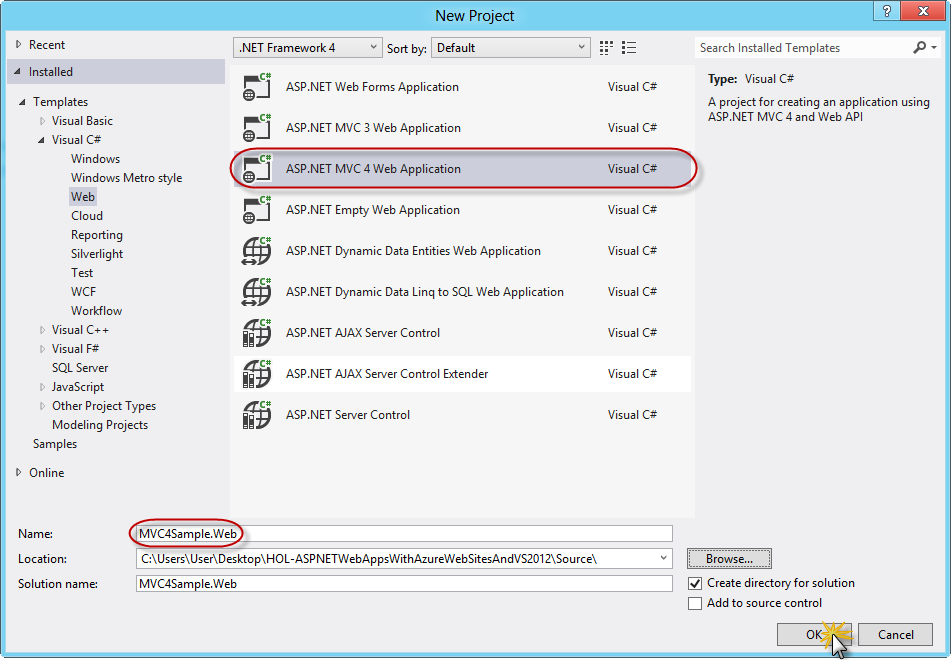 New Project
?
Recent
Installed
Templates
Visual Basic
Visual C#
Windows
Windows Metro style
Web
Cloud
Reporting
Silverlight
Test
WCF
Workflow
Visual C++
Visual F#
SQL Server
JavaScript
Other Project Types
Modeling Projects
Samples
Online
.NET Framework 4
Sort by: Default
C# ASP.NET Web Forms Application Visual C#
C# ASP.NET MVC 3 Web Application Visual C#
C# ASP.NET MVC 4 Web Application Visual C#
C# ASP.NET Empty Web Application Visual C#
C# ASP.NET Dynamic Data Entities Web Application Visual C#
C# ASP.NET Dynamic Data Linq to SQL Web Application Visual C#
C# ASP.NET AJAX Server Control Visual C#
C# ASP.NET AJAX Server Control Extender Visual C#
C# ASP.NET Server Control Visual C#
Search Installed Templates
Type: Visual C#
A project for creating an application using
ASP.NET MVC 4 and Web API
Name: MVC4Sample.Web
Location: C:\Users\User\Desktop\HOL-ASPNETWebAppsWithAzureWebSitesAndVS2012\Source\
Browse...
Solution name: MVC4Sample.Web
Create directory for solution
Add to source control
OK
Cancel